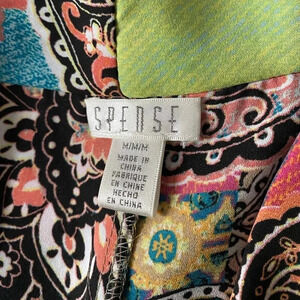 SPENSE
M/M/M
MADE IN
CHINA
FABRIQUE
EN CHINE
HECHO
EN CHINA